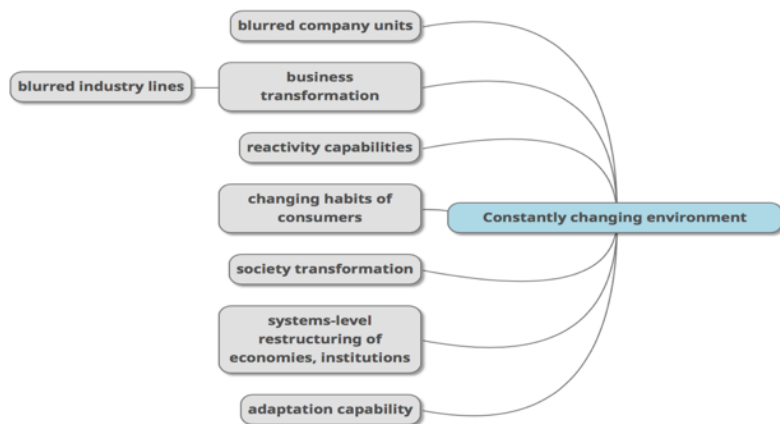 blurred company units
blurred industry lines
business
transformation
reactivity capabilities
changing habits of
consumers
Constantly changing environment
society transformation
systems-level
restructuring of
economies, institutions
adaptation capability